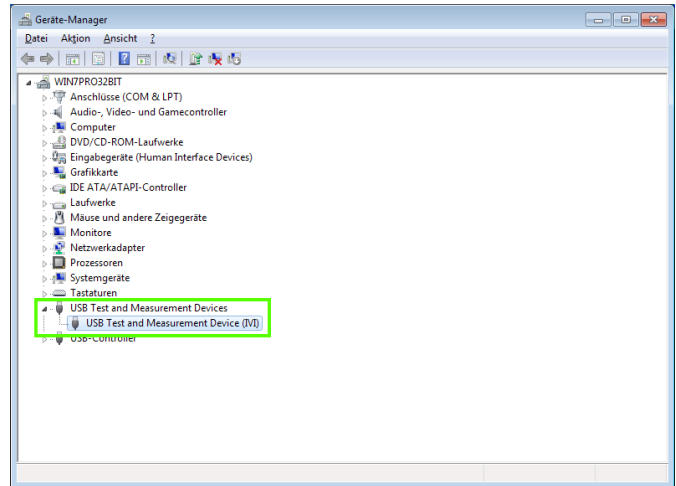 Geräte-Manager
Datei Aktion Ansicht ?
WIN7PRO32BIT
Anschlüsse (COM & LPT)
Audio-, Video- und Gamecontroller
Computer
DVD/CD-ROM-Laufwerke
Eingabegeräte (Human Interface Devices)
Grafikkarte
IDE ATA/ATAPI-Controller
Laufwerke
Mäuse und andere Zeigegeräte
Monitore
Netzwerkadapter
Prozessoren
Systemgeräte
Tastaturen
USB Test and Measurement Devices
USB Test and Measurement Device (IVI)
USB-Controller